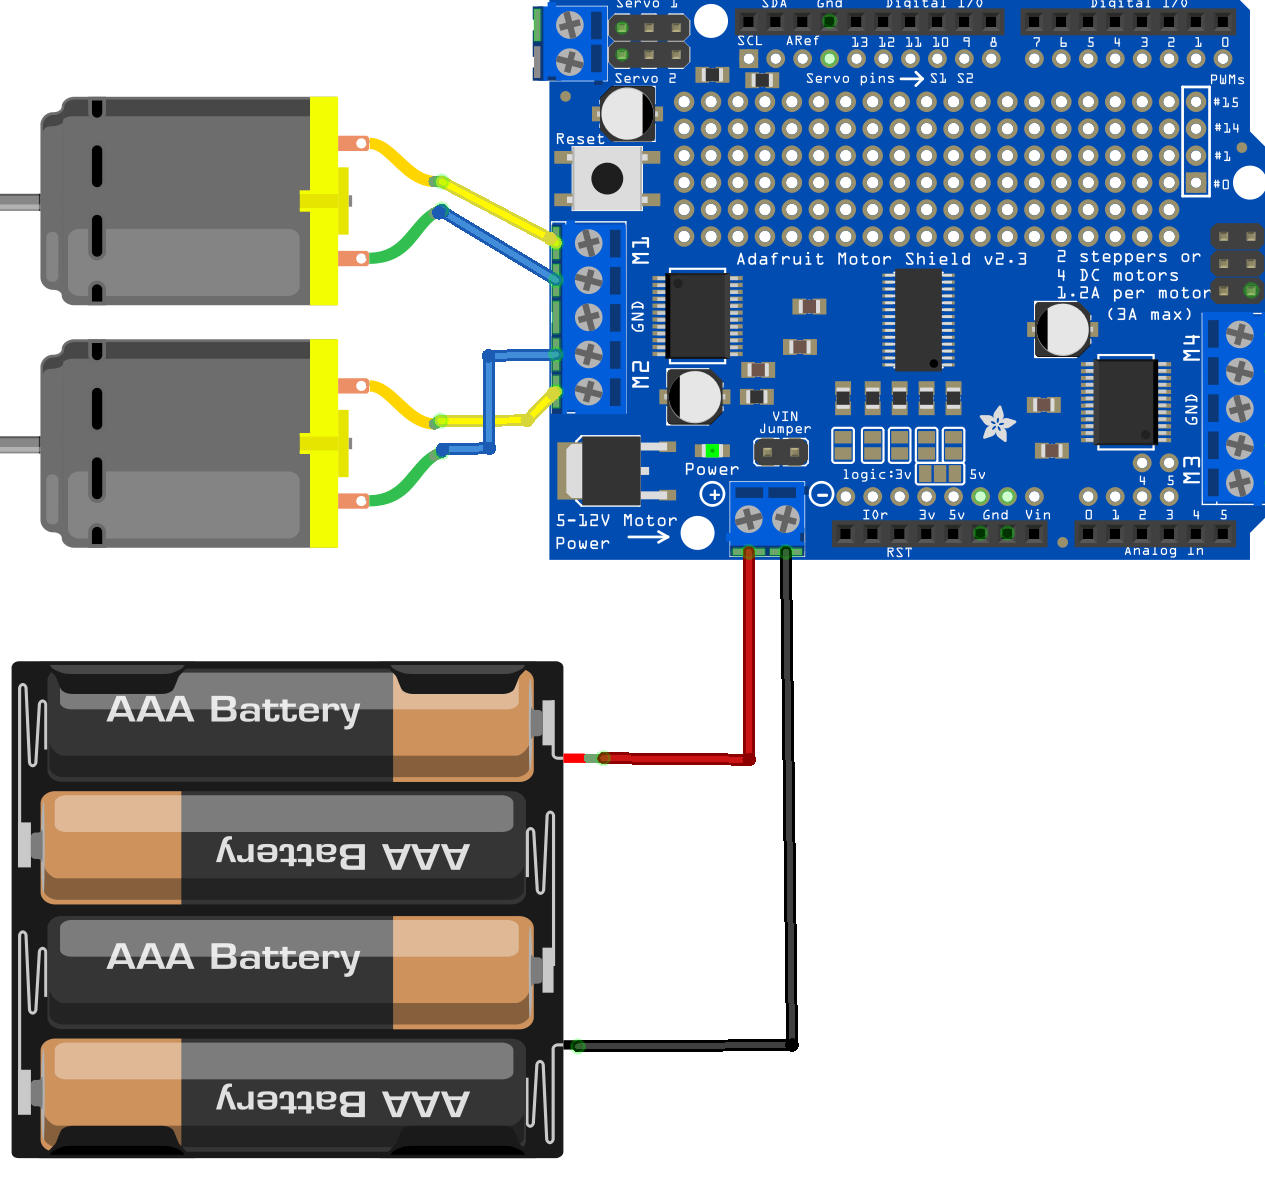 Servo 1
SDA Gnd Digital I/O
Digital I/O
SCL ARef 13 12 11 10 9 8
7 6 5 4 3 2 1 0
Servo 2
Servo pins → S1 S2
PWMs
#15
#14
#1
#0
Reset
M1
GND
M2
Adafruit Motor Shield v2.3
2 steppers or
4 DC motors
1.2A per motor
(3A max)
M4
GND
M3
VIN
Jumper
Power
logic:3v 5v
4 5
+ −
5-12V Motor
Power →
IOr 3v 5v Gnd Vin
0 1 2 3 4 5
RST
Analog In
AAA Battery
AAA Battery
AAA Battery
AAA Battery